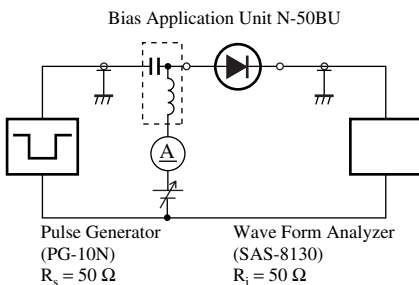 Bias Application Unit N-50BU
A
Pulse Generator
(PG-10N)
Rs = 50 Ω
Wave Form Analyzer
(SAS-8130)
Ri = 50 Ω